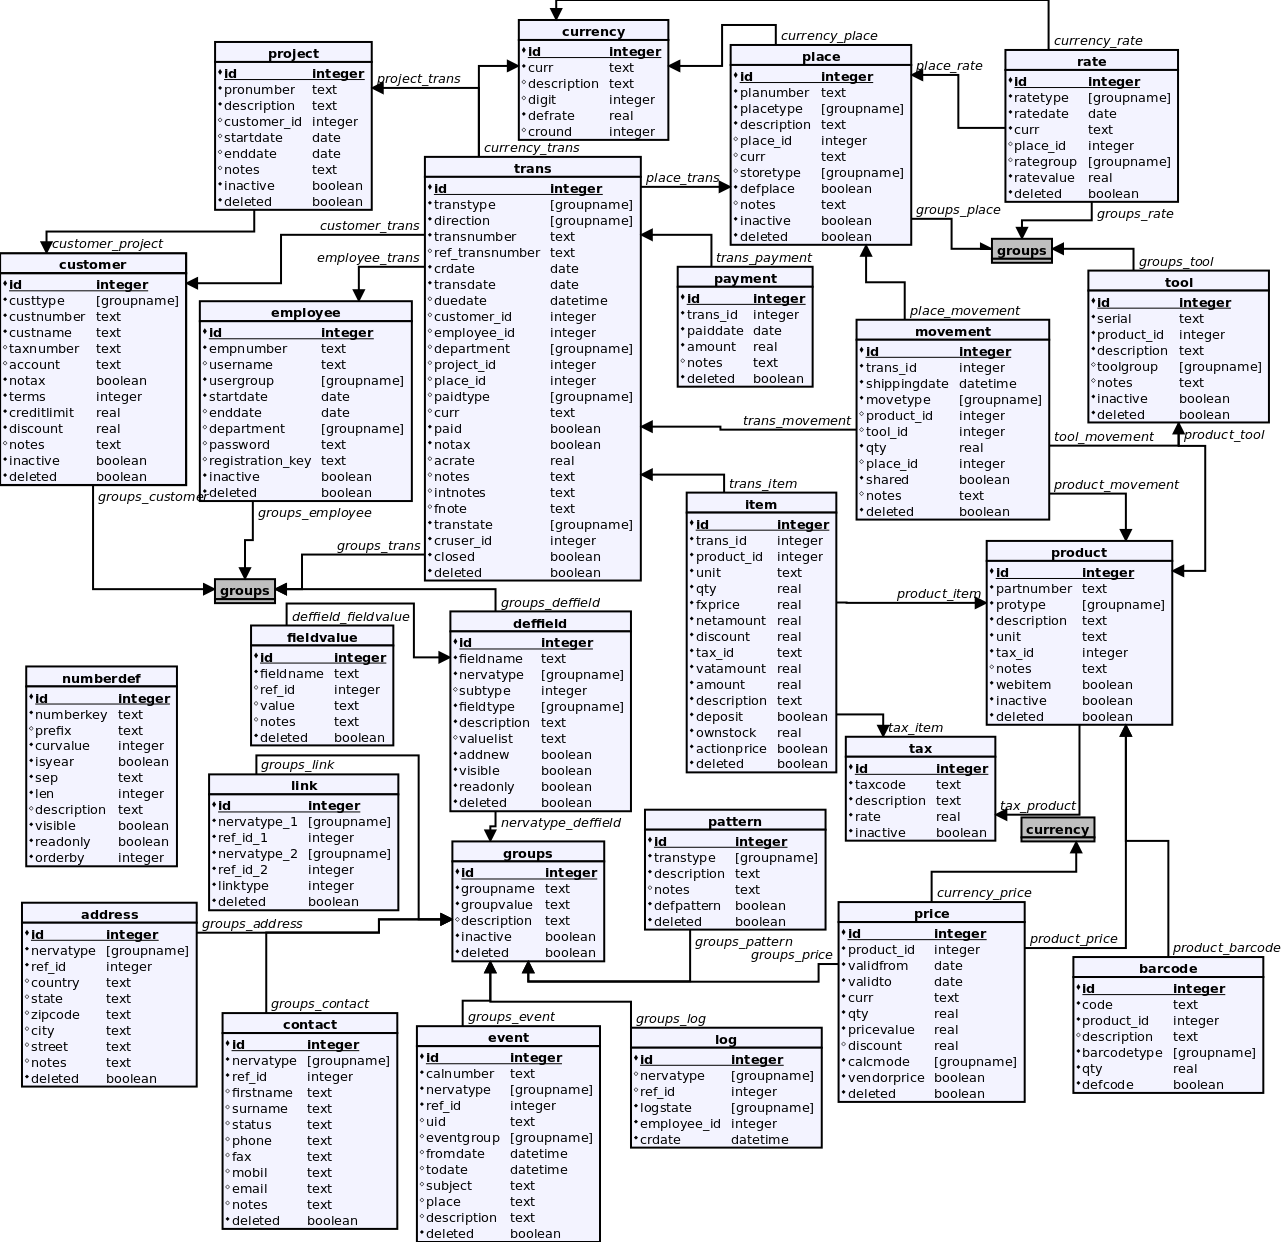 currency
id integer
curr text
description text
digit integer
defrate real
cround integer
currency_place
currency_rate
project
id integer
pronumber text
description text
customer_id integer
startdate date
enddate date
notes text
inactive boolean
deleted boolean
project_trans
place
id integer
planumber text
placetype [groupname]
description text
place_id integer
curr text
storetype [groupname]
defplace boolean
notes text
inactive boolean
deleted boolean
place_rate
rate
id integer
ratetype [groupname]
ratedate date
curr text
place_id integer
rategroup [groupname]
ratevalue real
deleted boolean
currency_trans
trans
id integer
transtype [groupname]
direction [groupname]
transnumber text
ref_transnumber text
crdate date
transdate date
duedate datetime
customer_id integer
employee_id integer
department [groupname]
project_id integer
place_id integer
paidtype [groupname]
curr text
paid boolean
notax boolean
acrate real
notes text
intnotes text
fnote text
transtate [groupname]
cruser_id integer
closed boolean
deleted boolean
place_trans
groups_place
groups_rate
groups
groups_tool
customer_project
customer_trans
employee_trans
trans_payment
customer
id integer
custtype [groupname]
custnumber text
custname text
taxnumber text
account text
notax boolean
terms integer
creditlimit real
discount real
notes text
inactive boolean
deleted boolean
employee
id integer
empnumber text
username text
usergroup [groupname]
startdate date
enddate date
department [groupname]
password text
registration_key text
inactive boolean
deleted boolean
payment
id integer
trans_id integer
paiddate date
amount real
notes text
deleted boolean
place_movement
movement
id integer
trans_id integer
shippingdate datetime
movetype [groupname]
product_id integer
tool_id integer
qty real
place_id integer
shared boolean
notes text
deleted boolean
tool
id integer
serial text
product_id integer
description text
toolgroup [groupname]
notes text
inactive boolean
deleted boolean
trans_movement
tool_movement
product_tool
product_movement
trans_item
groups_customer
groups_employee
groups_trans
groups
item
id integer
trans_id integer
product_id integer
unit text
qty real
fxprice real
netamount real
discount real
tax_id text
vatamount real
amount real
description text
deposit boolean
ownstock real
actionprice boolean
deleted boolean
product_item
product
id integer
partnumber text
protype [groupname]
description text
unit text
tax_id integer
notes text
webitem boolean
inactive boolean
deleted boolean
groups_deffield
deffield_fieldvalue
fieldvalue
id integer
fieldname text
ref_id integer
value text
notes text
deleted boolean
deffield
id integer
fieldname text
nervatype [groupname]
subtype integer
fieldtype [groupname]
description text
valuelist text
addnew boolean
visible boolean
readonly boolean
deleted boolean
numberdef
id integer
numberkey text
prefix text
curvalue integer
isyear boolean
sep text
len integer
description text
visible boolean
readonly boolean
orderby integer
tax_item
tax
id integer
taxcode text
description text
rate real
inactive boolean
tax_product
currency
groups_link
link
id integer
nervatype_1 [groupname]
ref_id_1 integer
nervatype_2 [groupname]
ref_id_2 integer
linktype integer
deleted boolean
nervatype_deffield
groups
id integer
groupname text
groupvalue text
description text
inactive boolean
deleted boolean
pattern
id integer
transtype [groupname]
description text
notes text
defpattern boolean
deleted boolean
groups_pattern
groups_price
currency_price
price
id integer
product_id integer
validfrom date
validto date
curr text
qty real
pricevalue real
discount real
calcmode [groupname]
vendorprice boolean
deleted boolean
product_price
product_barcode
barcode
id integer
code text
product_id integer
description text
barcodetype [groupname]
qty real
defcode boolean
address
id integer
nervatype [groupname]
ref_id integer
country text
state text
zipcode text
city text
street text
notes text
deleted boolean
groups_address
groups_contact
contact
id integer
nervatype [groupname]
ref_id integer
firstname text
surname text
status text
phone text
fax text
mobil text
email text
notes text
deleted boolean
groups_event
event
id integer
calnumber text
nervatype [groupname]
ref_id integer
uid text
eventgroup [groupname]
fromdate datetime
todate datetime
subject text
place text
description text
deleted boolean
groups_log
log
id integer
nervatype [groupname]
ref_id integer
logstate [groupname]
employee_id integer
crdate datetime